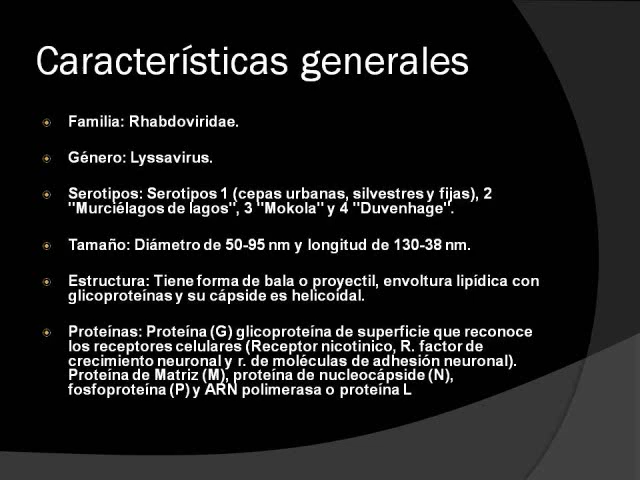 Características generales
Familia: Rhabdoviridae.
Género: Lyssavirus.
Serotipos: Serotipos 1 (cepas urbanas, silvestres y fijas), 2
"Murciélagos de lagos", 3 "Mokola" y 4 "Duvenhage".
Tamaño: Diámetro de 50-95 nm y longitud de 130-38 nm.
Estructura: Tiene forma de bala o proyectil, envoltura lipídica con
glicoproteínas y su cápside es helicoidal.
Proteínas: Proteína (G) glicoproteína de superficie que reconoce
los receptores celulares (Receptor nicotinico, R. factor de
crecimiento neuronal y r. de moléculas de adhesión neuronal).
Proteína de Matriz (M), proteína de nucleocápside (N),
fosfoproteína (P) y ARN polimerasa o proteína L